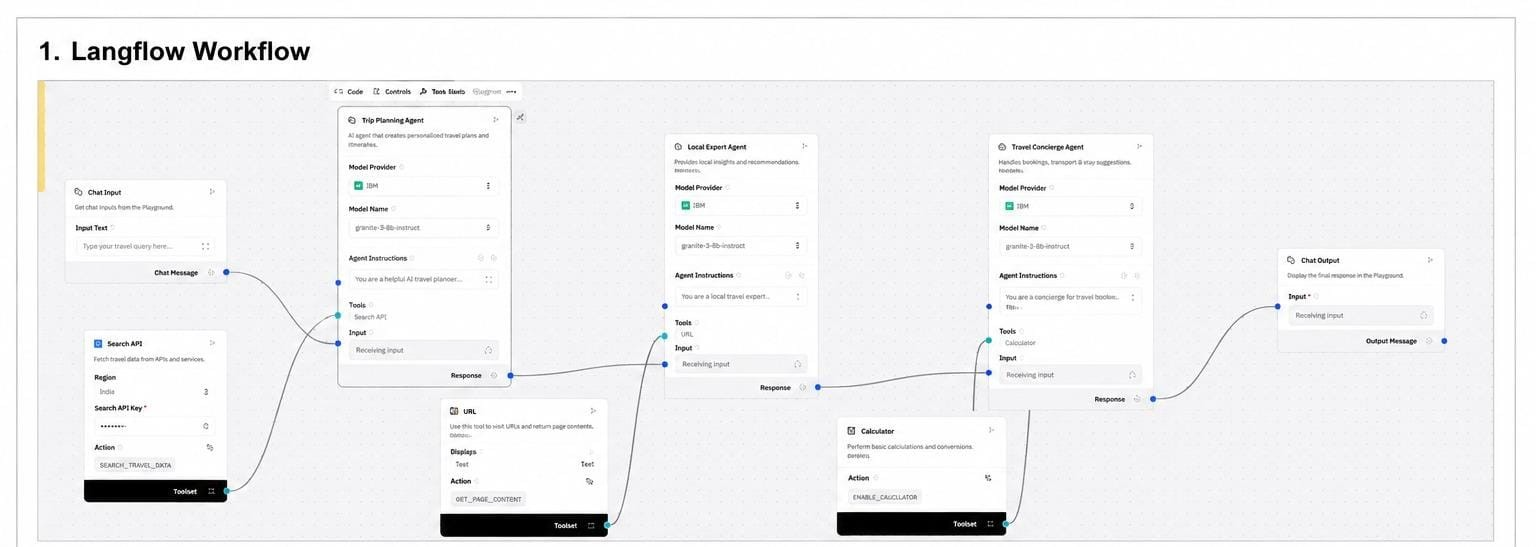 1. Langflow Workflow
Code Controls
Trip Planning Agent
AI agent that creates personalized travel plans and
itineraries.
Model Provider
IBM
Model Name
granite-3-8b-instruct
Agent Instructions
You are a helpful AI travel planner...
Tools
Search API
Input
Receiving input
Response
Chat Input
Get chat inputs from the Playground.
Input Text
Type your travel query here...
Chat Message
Search API
Fetch travel data from APIs and services.
Region
India
Search API Key *
Action
SEARCH_TRAVEL_DATA
Toolset
URL
Use this tool to visit URLs and return page contents.
Displays
Test
Action
GET_PAGE_CONTENT
Toolset
Local Expert Agent
Provides local insights and recommendations.
Model Provider
IBM
Model Name
granite-3-8b-instruct
Agent Instructions
You are a local travel expert..
Tools
URL
Input
Receiving input
Response
Calculator
Perform basic calculations and conversions.
Action
Toolset
Travel Concierge Agent
Handles bookings, transport & stay suggestions.
Model Provider
IBM
Model Name
granite-3-8b-instruct
Agent Instructions
You are a concierge for travel
Tools
Calculator
Input
Receiving input
Response
Chat Output
Display the final response in the Playground.
Input *
Receiving input
Output Message